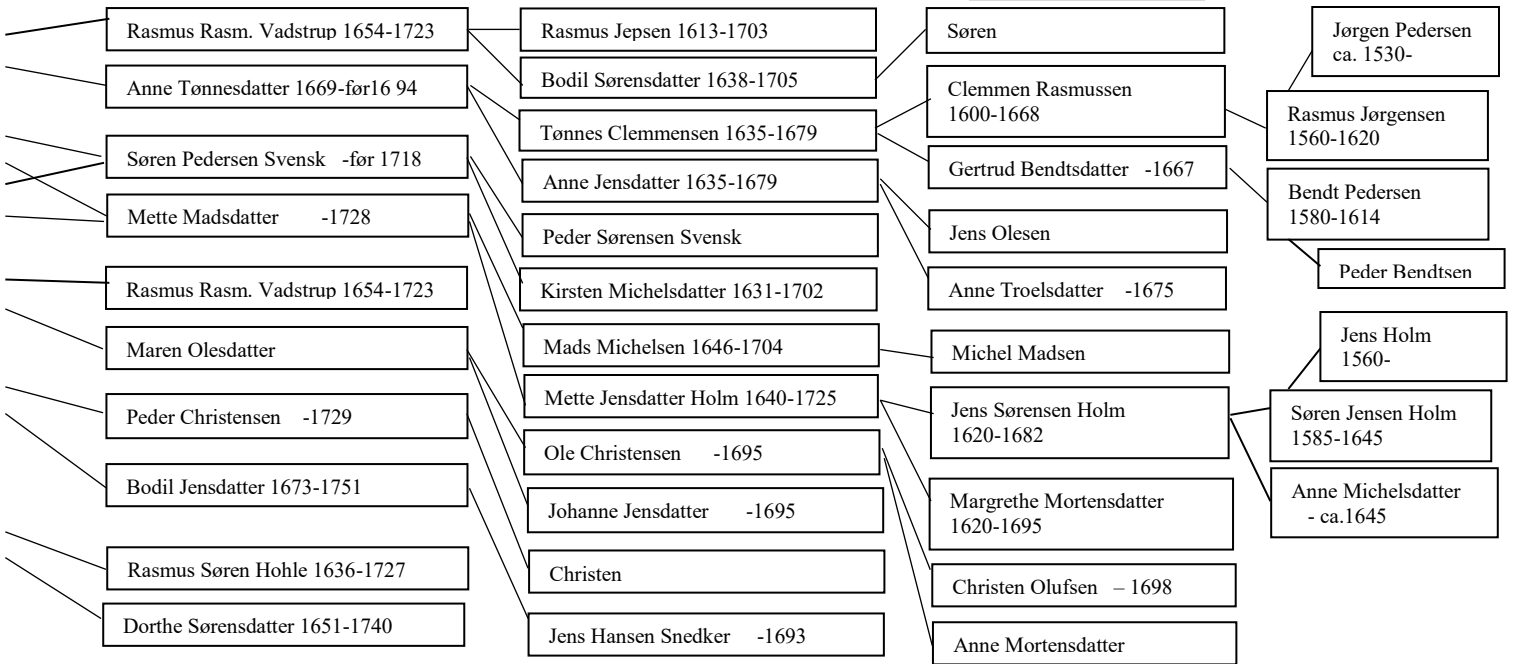 Rasmus Rasm. Vadstrup 1654-1723
Anne Tønnesdatter 1669-før16 94
Søren Pedersen Svensk -før 1718
Mette Madsdatter -1728
Rasmus Rasm. Vadstrup 1654-1723
Maren Olesdatter
Peder Christensen -1729
Bodil Jensdatter 1673-1751
Rasmus Søren Hohle 1636-1727
Dorthe Sørensdatter 1651-1740
Rasmus Jepsen 1613-1703
Bodil Sørensdatter 1638-1705
Tønnes Clemmensen 1635-1679
Anne Jensdatter 1635-1679
Peder Sørensen Svensk
Kirsten Michelsdatter 1631-1702
Mads Michelsen 1646-1704
Mette Jensdatter Holm 1640-1725
Ole Christensen -1695
Johanne Jensdatter -1695
Christen
Jens Hansen Snedker -1693
Søren
Clemmen Rasmussen
1600-1668
Gertrud Bendtsdatter -1667
Jens Olesen
Anne Troelsdatter -1675
Michel Madsen
Jens Sørensen Holm
1620-1682
Margrethe Mortensdatter
1620-1695
Christen Olufsen – 1698
Anne Mortensdatter
Jørgen Pedersen
ca. 1530-
Rasmus Jørgensen
1560-1620
Bendt Pedersen
1580-1614
Peder Bendtsen
Jens Holm
1560-
Søren Jensen Holm
1585-1645
Anne Michelsdatter
- ca.1645